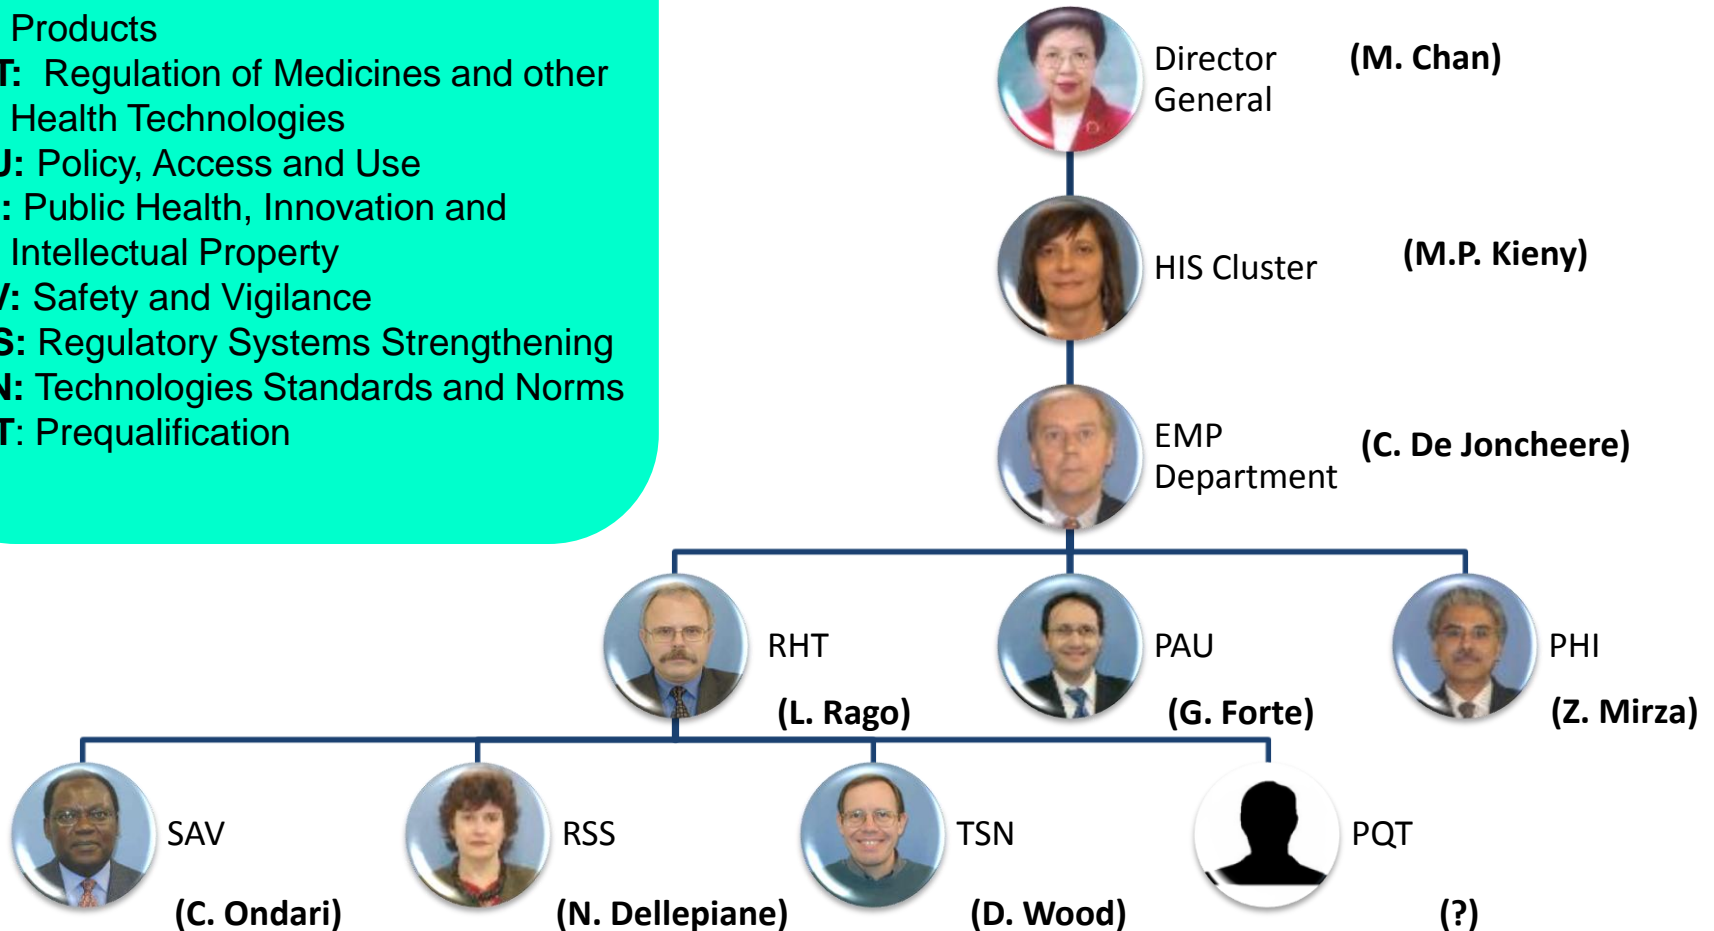 Products
T: Regulation of Medicines and other
Health Technologies
U: Policy, Access and Use
: Public Health, Innovation and
Intellectual Property
V: Safety and Vigilance
S: Regulatory Systems Strengthening
N: Technologies Standards and Norms
T: Prequalification
Director
General
(M. Chan)
HIS Cluster
(M.P. Kieny)
EMP
Department
(C. De Joncheere)
RHT
(L. Rago)
PAU
(G. Forte)
PHI
(Z. Mirza)
SAV
(C. Ondari)
RSS
(N. Dellepiane)
TSN
(D. Wood)
PQT
(?)